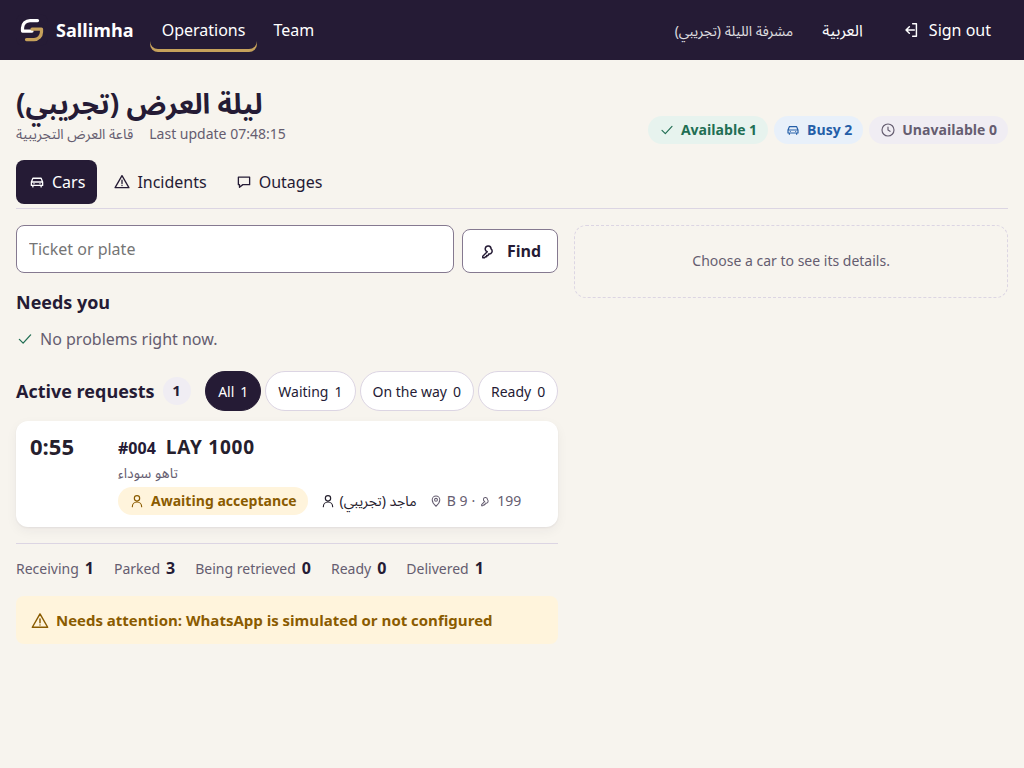 Sallimha Operations Team مشرفة الليلة (تجريبي) العربية Sign out
ليلة العرض (تجريبي)
قاعة العرض التجريبية Last update 07:48:15
Available 1 Busy 2 Unavailable 0
Cars Incidents Outages
Ticket or plate Find
Choose a car to see its details.
Needs you
No problems right now.
Active requests 1 All 1 Waiting 1 On the way 0 Ready 0
0:55 #004 LAY 1000
تاهو سوداء
Awaiting acceptance ماجد (تجريبي) B 9 · 199
Receiving 1 Parked 3 Being retrieved 0 Ready 0 Delivered 1
Needs attention: WhatsApp is simulated or not configured